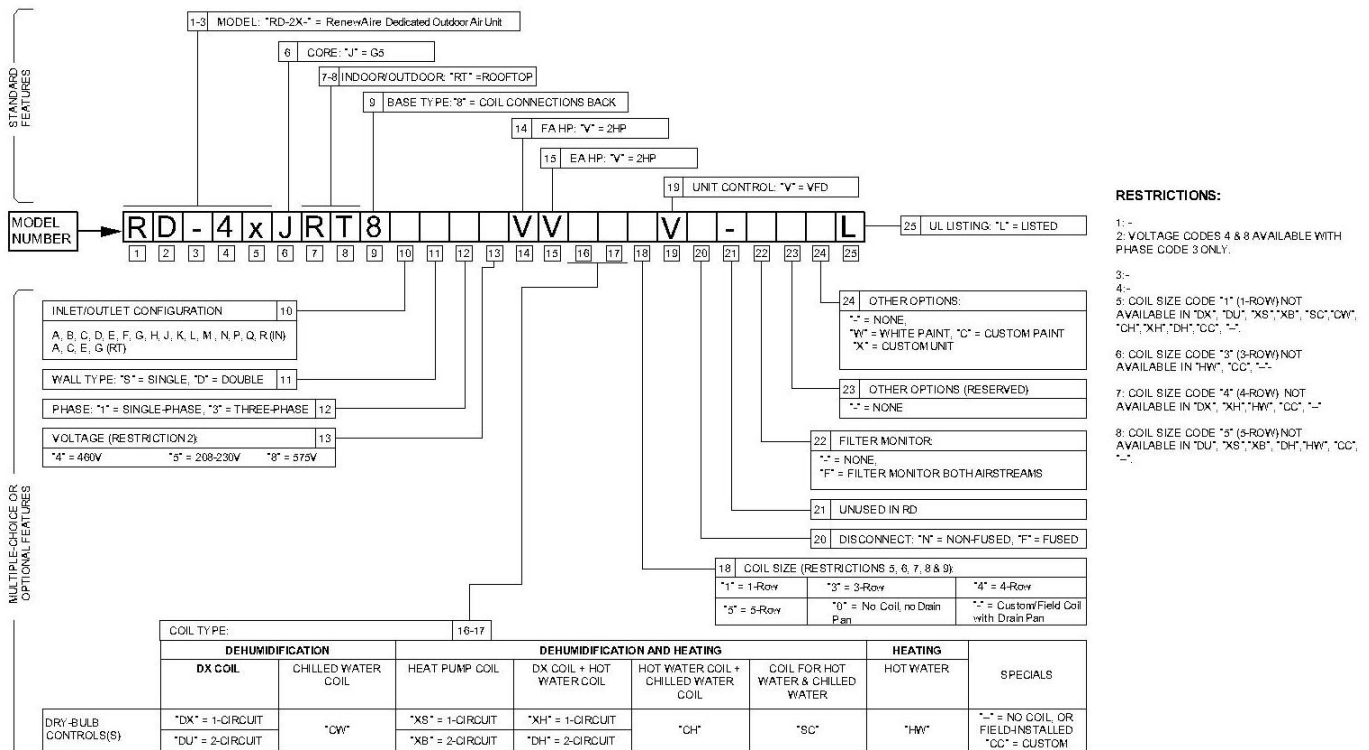 1-3 MODEL: "RD-2X-" = RenewAire Dedicated Outdoor Air Unit
6 CORE: "J" = G5
7-8 INDOOR/OUTDOOR: "RT" =ROOFTOP
9 BASE TYPE: "8" = COIL CONNECTIONS BACK
14 FA HP: "V" = 2HP
15 EA HP: "V" = 2HP
19 UNIT CONTROL: "V" = VFD
STANDARD
FEATURES
MODEL
NUMBER
R D - 4 x J R T 8 V V V - L
1 2 3 4 5 6 7 8 9 10 11 12 13 14 15 16 17 18 19 20 21 22 23 24 25
25 UL LISTING: "L" = LISTED
INLET/OUTLET CONFIGURATION 10
A, B, C, D, E, F, G, H, J, K, L, M, N, P, Q, R (IN)
A, C, E, G (RT)
WALL TYPE: "S" = SINGLE, "D" = DOUBLE 11
PHASE: "1" = SINGLE-PHASE, "3" = THREE-PHASE 12
VOLTAGE (RESTRICTION 2): 13
"4" = 460V "5" = 208-230V "8" = 575V
MULTIPLE-CHOICE OR
OPTIONAL FEATURES
24 OTHER OPTIONS:
"-" = NONE,
"W" = WHITE PAINT, "C" = CUSTOM PAINT
"X" = CUSTOM UNIT
23 OTHER OPTIONS (RESERVED)
"-" = NONE
22 FILTER MONITOR:
"-" = NONE,
"F" = FILTER MONITOR BOTH AIRSTREAMS
21 UNUSED IN RD
20 DISCONNECT: "N" = NON-FUSED, "F" = FUSED
18 COIL SIZE (RESTRICTIONS 5, 6, 7, 8 & 9):
"1" = 1-Row "3" = 3-Row "4" = 4-Row
"5" = 5-Row "0" = No Coil, no Drain "-" = Custom/Field Coil
Pan with Drain Pan
COIL TYPE: 16-17
DEHUMIDIFICATION DEHUMIDIFICATION AND HEATING HEATING
DX COIL CHILLED WATER HEAT PUMP COIL DX COIL + HOT HOT WATER COIL + COIL FOR HOT HOT WATER SPECIALS
COIL WATER COIL CHILLED WATER WATER & CHILLED
COIL WATER
DRY-BULB
CONTROLS(S)
"DX" = 1-CIRCUIT "CW" "XS" = 1-CIRCUIT "XH" = 1-CIRCUIT "CH" "SC" "HW" "--" = NO COIL, OR
FIELD-INSTALLED
"DU" = 2-CIRCUIT "XB" = 2-CIRCUIT "DH" = 2-CIRCUIT "CC" = CUSTOM
RESTRICTIONS:
1: -
2: VOLTAGE CODES 4 & 8 AVAILABLE WITH
PHASE CODE 3 ONLY.
3:-
4:-
5: COIL SIZE CODE "1" (1-ROW) NOT
AVAILABLE IN "DX", "DU", "XS","XB", "SC","CW",
"CH","XH","DH","CC", "--".
6: COIL SIZE CODE "3" (3-ROW) NOT
AVAILABLE IN "HW", "CC", "--"-
7: COIL SIZE CODE "4" (4-ROW) NOT
AVAILABLE IN "DX", "XH","HW", "CC", "--"
8: COIL SIZE CODE "5" (5-ROW) NOT
AVAILABLE IN "DU", "XS","XB", "DH","HW", "CC",
"--".